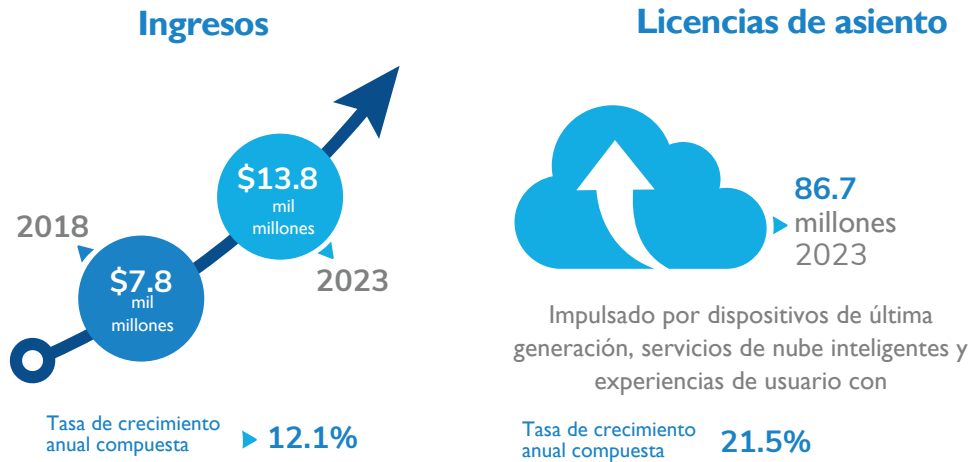 Ingresos
$13.8
mil
millones
2018
2023
$7.8
mil
millones
Tasa de crecimiento
anual compuesta
12.1%
Licencias de asiento
86.7
millones
2023
Impulsado por dispositivos de última
generación, servicios de nube inteligentes y
experiencias de usuario con
Tasa de crecimiento
anual compuesta
21.5%